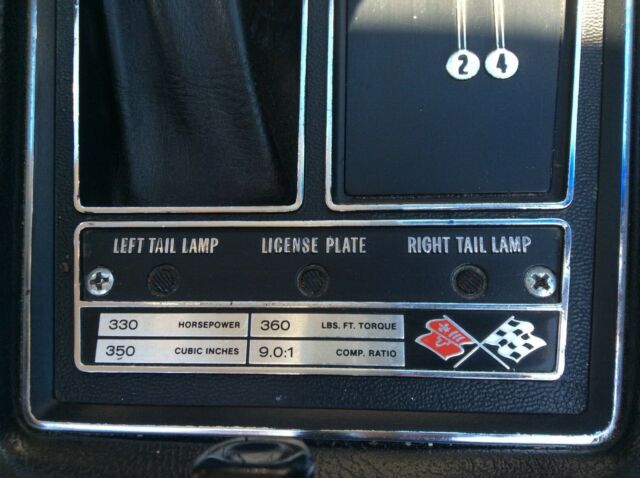 2 4
LEFT TAIL LAMP LICENSE PLATE RIGHT TAIL LAMP
330 HORSEPOWER 360 LBS. FT. TORQUE
350 CUBIC INCHES 9.0:1 COMP. RATIO